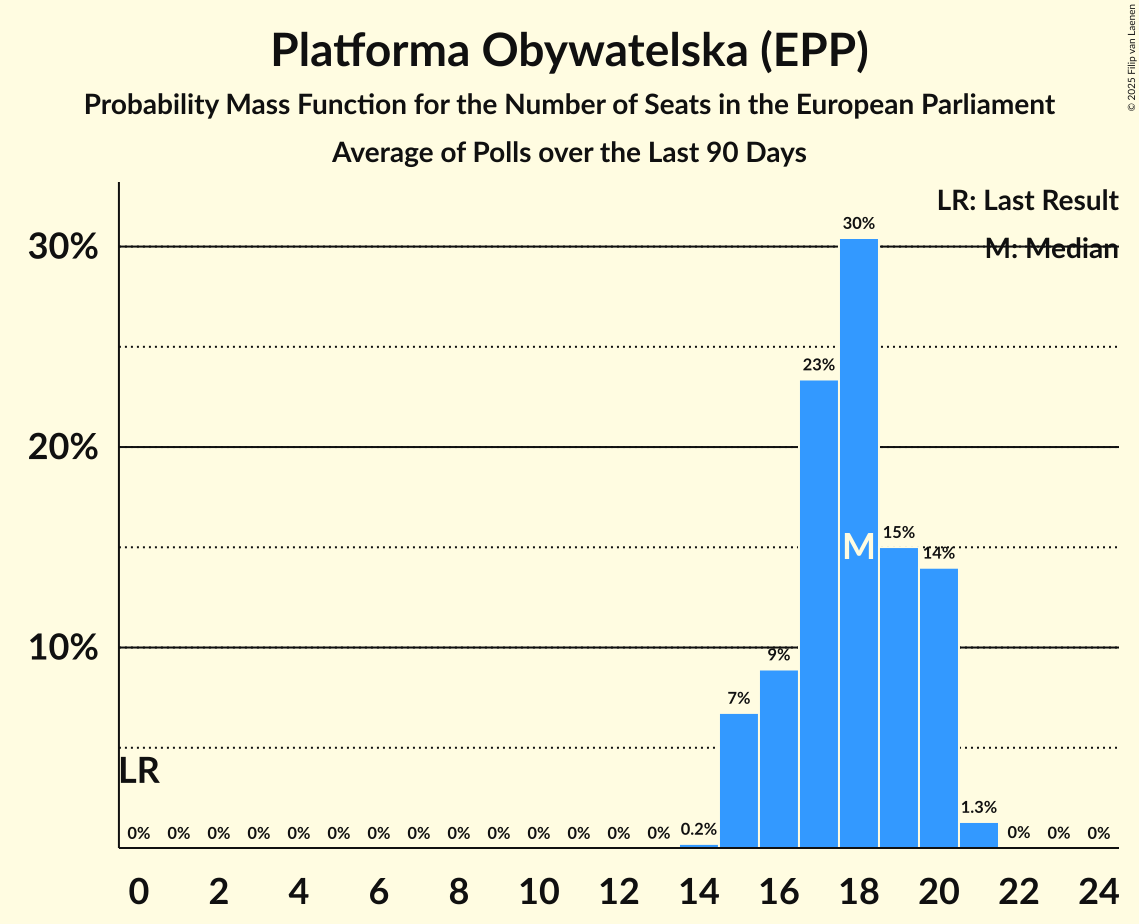 Platforma Obywatelska (EPP)
Probability Mass Function for the Number of Seats in the European Parliament
Average of Polls over the Last 90 Days
© 2025 Filip van Laenen
LR: Last Result
M: Median
30%
20%
10%
30%
23%
15%
14%
M
9%
7%
LR
0% 0% 0% 0% 0% 0% 0% 0% 0% 0% 0% 0% 0% 0% 0.2% 1.3% 0% 0% 0%
0 2 4 6 8 10 12 14 16 18 20 22 24